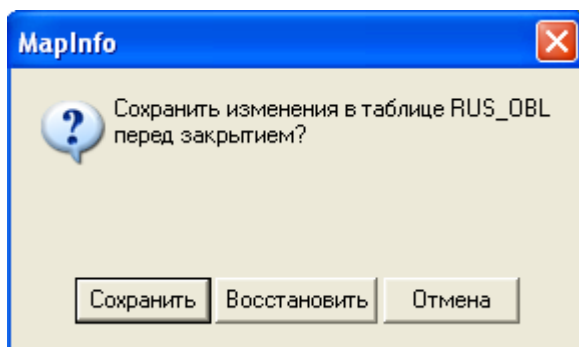 MapInfo
Сохранить изменения в таблице RUS_OBL
перед закрытием?
Сохранить Восстановить Отмена